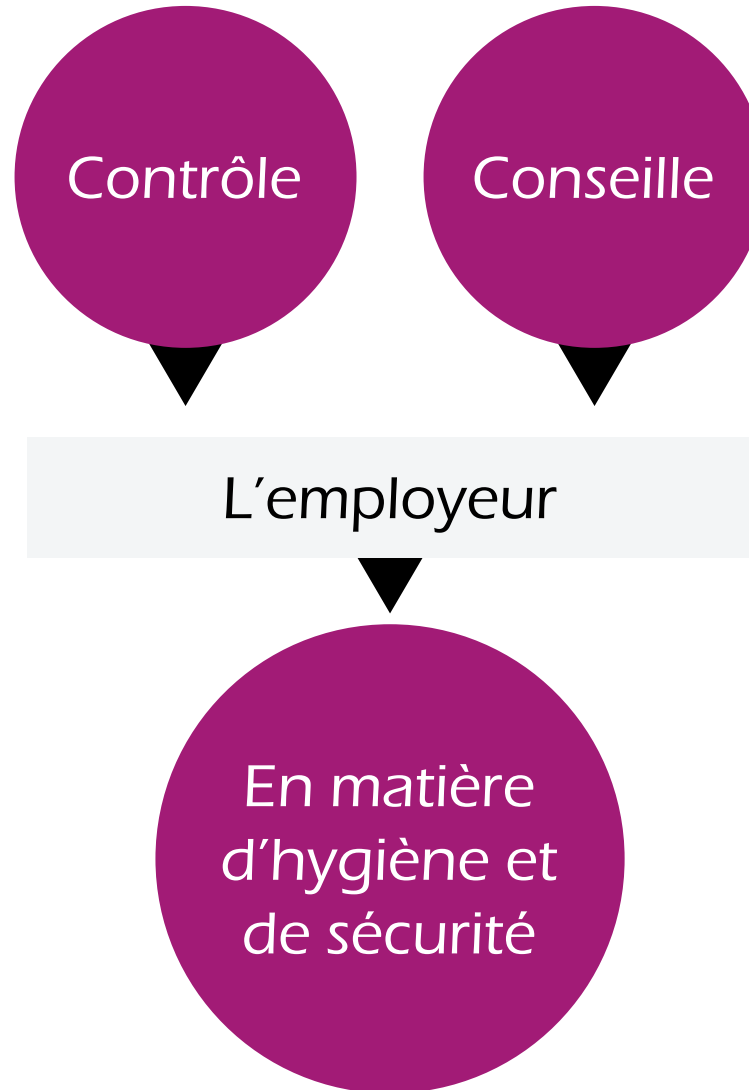 Contrôle
Conseille
L’employeur
En matière
d’hygiène et
de sécurité